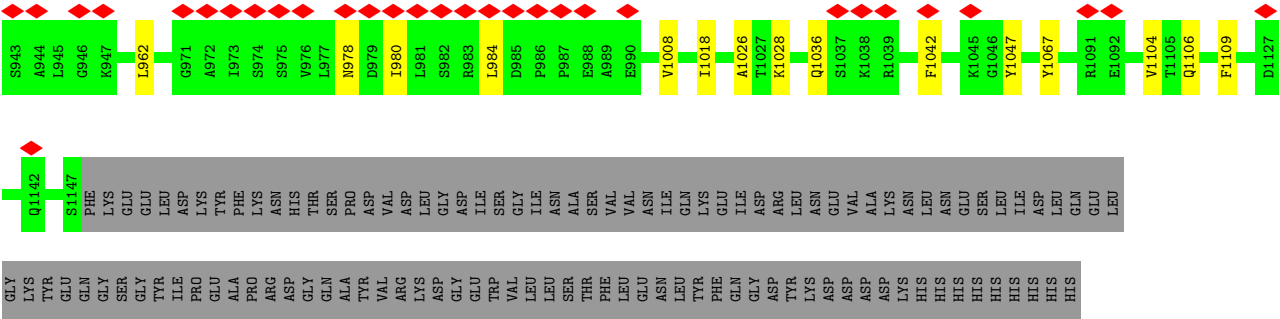 S943 A944 L945 G946 K947 L962 G971 A972 I973 S974 S975 V976 L977 N978 D979 I980 L981 S982 R983 L984 D985 P986 P987 E988 A989 E990 V1008 I1018 A1026 T1027 K1028 Q1036 S1037 K1038 R1039 F1042 K1045 G1046 Y1047 Y1067 R1091 E1092 V1104 T1105 Q1106 F1109 D1127
Q1142 S1147 PHE LYS GLU GLU LEU ASP LYS TYR PHE LYS ASN HIS THR SER PRO ASP VAL ASP LEU GLY ASP ILE SER GLY ILE ASN ALA SER VAL VAL ASN ILE GLN LYS GLU ILE ASP ARG LEU ASN GLU VAL ALA LYS ASN LEU ASN GLU SER LEU ILE ASP LEU GLN GLU LEU
GLY LYS TYR GLU GLN GLY SER GLY TYR ILE PRO GLU ALA PRO ARG ASP GLY GLN ALA TYR VAL ARG LYS ASP GLY GLU TRP VAL LEU LEU SER THR PHE LEU GLU ASN LEU TYR PHE GLN GLY ASP TYR LYS ASP ASP ASP ASP LYS HIS HIS HIS HIS HIS HIS HIS HIS HIS HIS